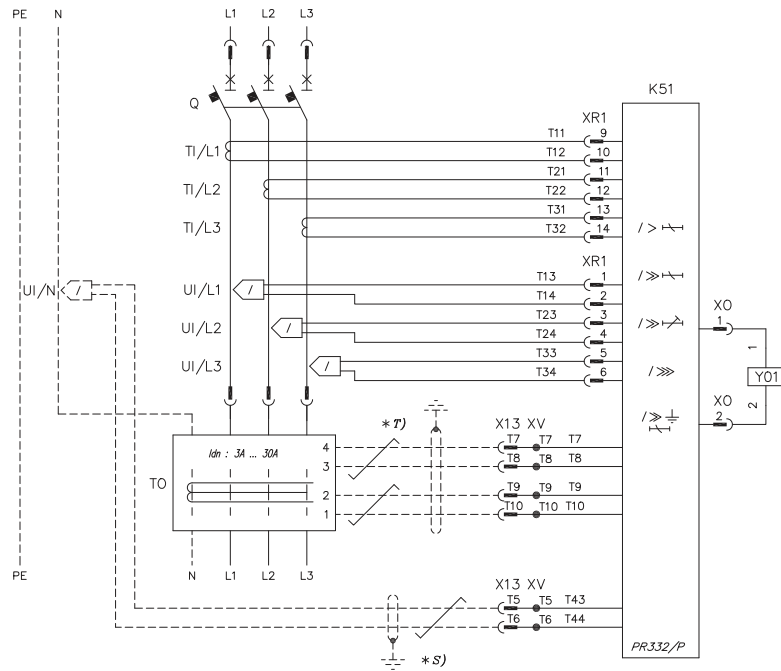 PE N L1 L2 L3
K51
Q
XR1
T11 9
TI/L1
T12 10
T21 11
TI/L2
T22 12
T31 13
TI/L3
T32 14
/ >
XR1
T13 1
/ ≫
UI/N / UI/L1 /
T14 2
T23 3
XO
UI/L2 / / ≫ 1
T24 4
T33 5
1
UI/L3 / / ⋙ Y01
T34 6
2
XO
/ ≫ 2
* T)
X13 XV
Idn : 3A ... 30A 4 T7 T7 T7
3 T8 T8 T8
TO
2 T9 T9 T9
1 T10 T10 T10
PE N L1 L2 L3
X13 XV
T5 T5 T43
T6 T6 T44
PR332/P
* S)